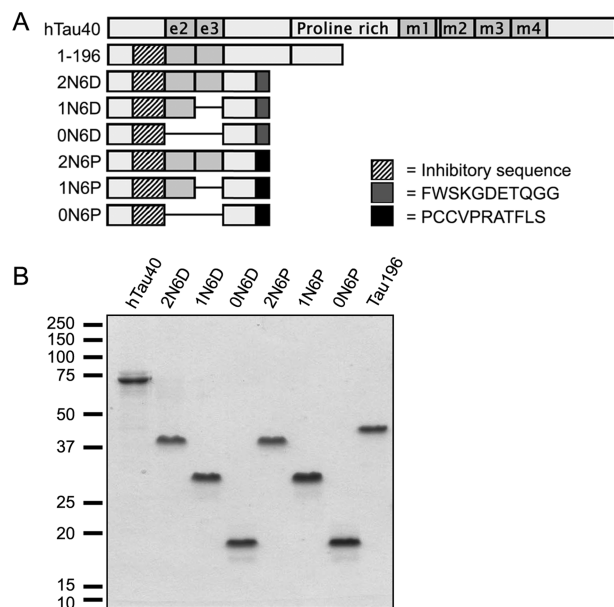 A
hTau40 e2 e3 Proline rich m1 m2 m3 m4
1-196
2N6D
1N6D
0N6D
2N6P
1N6P
0N6P
= Inhibitory sequence
= FWSKGDETQGG
= PCCVPRATFLS
B
hTau40 2N6D 1N6D 0N6D 2N6P 1N6P 0N6P Tau196
250
150
100
75
50
37
25
20
15
10